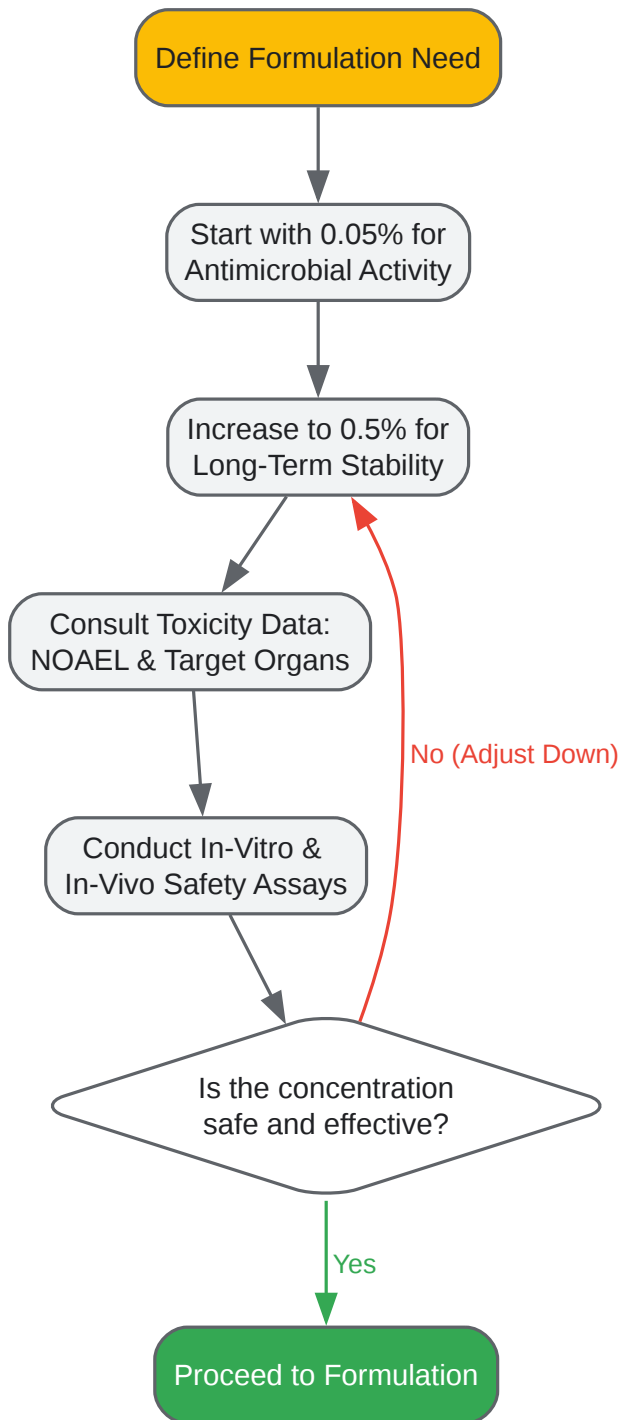 Define Formulation Need
Start with 0.05% for
Antimicrobial Activity
Increase to 0.5% for
Long-Term Stability
Consult Toxicity Data:
NOAEL & Target Organs
No (Adjust Down)
Conduct In-Vitro &
In-Vivo Safety Assays
Is the concentration
safe and effective?
Yes
Proceed to Formulation